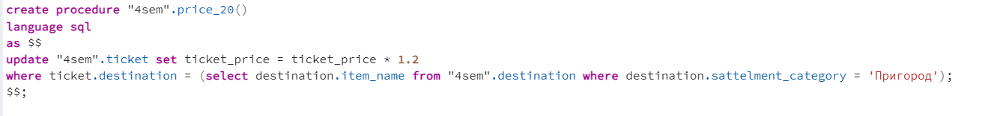 create procedure "4sem".price_20()
language sql
as $$
update "4sem".ticket set ticket_price = ticket_price * 1.2
where ticket.destination = (select destination.item_name from "4sem".destination where destination.sattelment_category = 'Пригород');
$$;